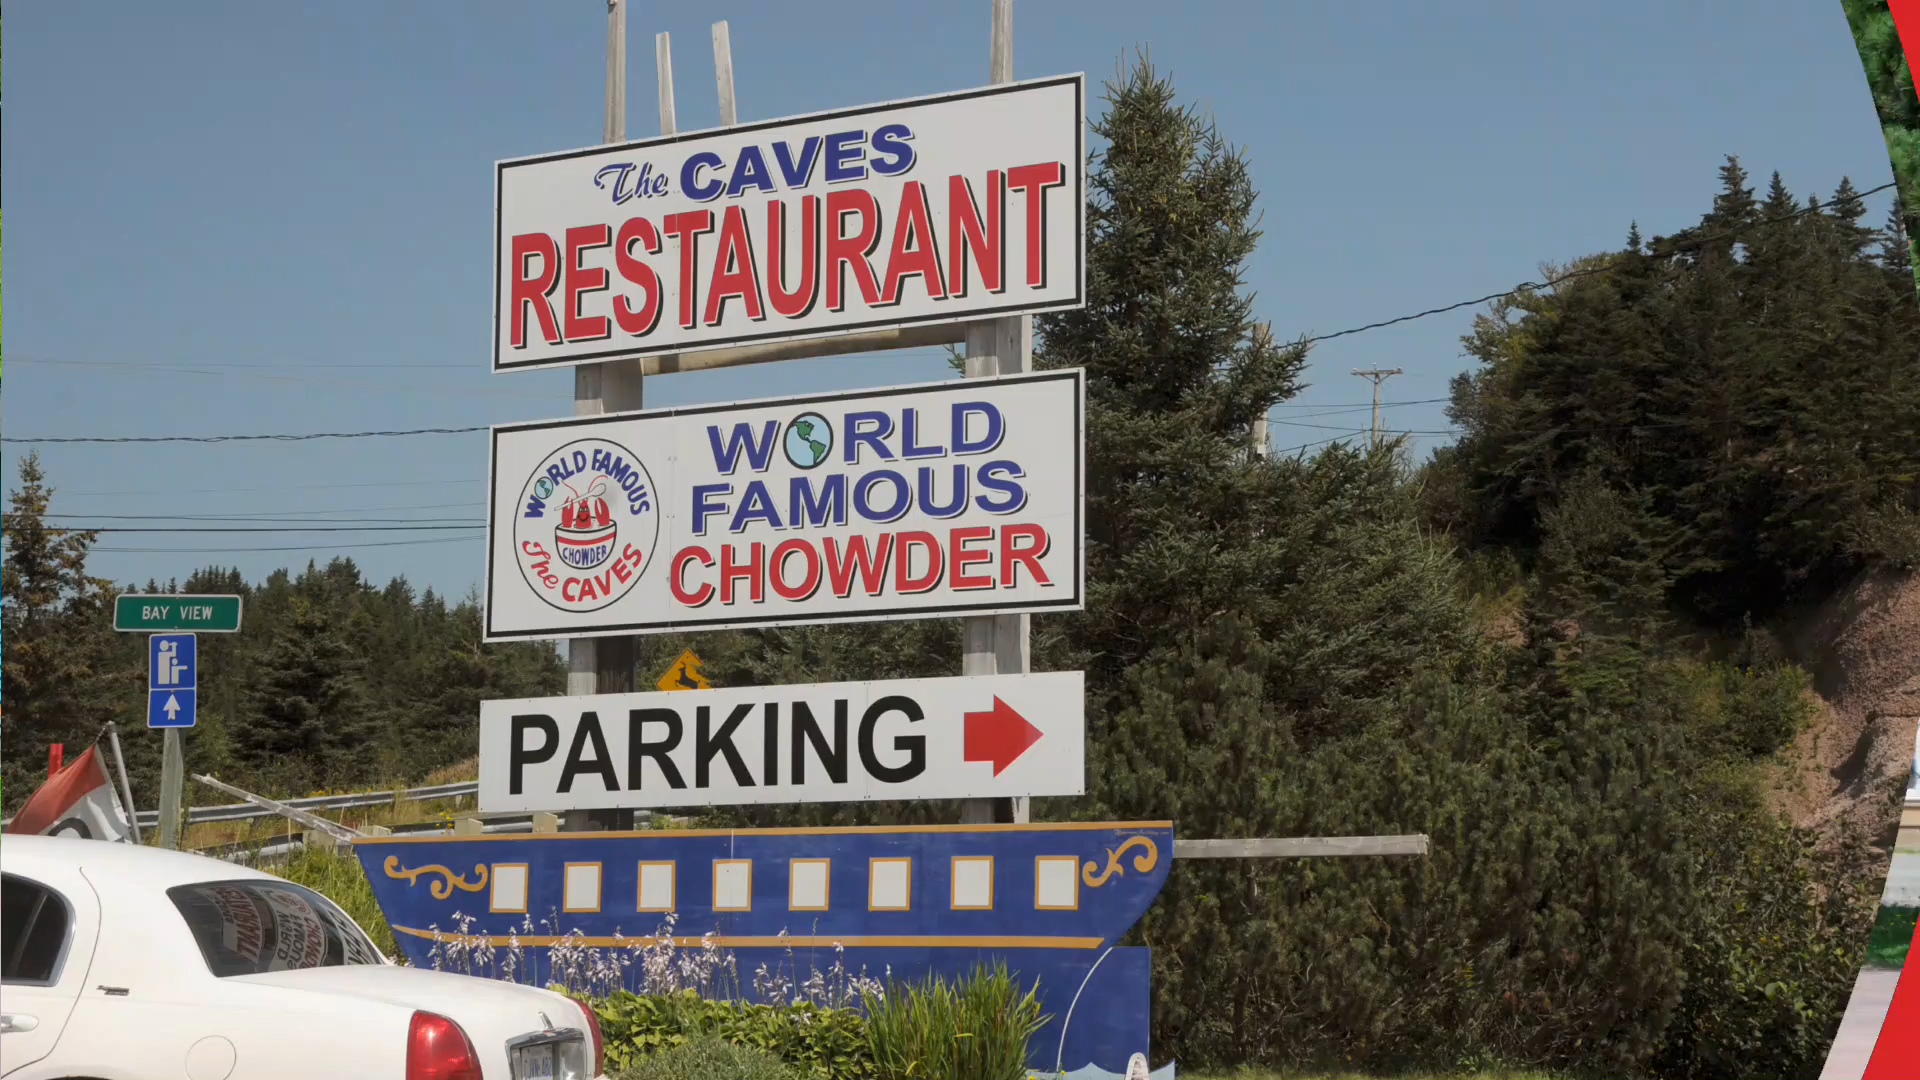 The CAVES
RESTAURANT
WORLD FAMOUS
CHOWDER
The CAVES
WORLD
FAMOUS
CHOWDER
BAY VIEW
PARKING